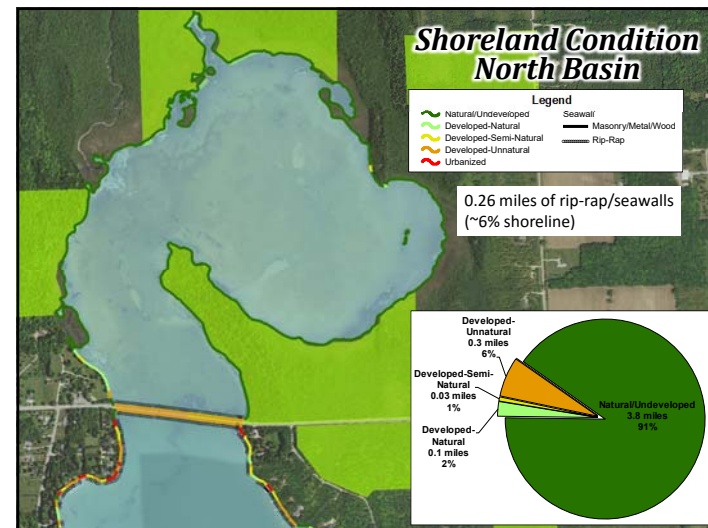 Shoreland Condition
North Basin
Legend
Natural/Undeveloped
Developed-Natural
Developed-Semi-Natural
Developed-Unnatural
Urbanized
Seawall
Masonry/Metal/Wood
Rip-Rap
0.26 miles of rip-rap/seawalls
(~6% shoreline)
Developed-
Unnatural
0.3 miles
6%
Developed-Semi-
Natural
0.03 miles
1%
Developed-
Natural
0.1 miles
2%
Natural/Undeveloped
3.8 miles
91%